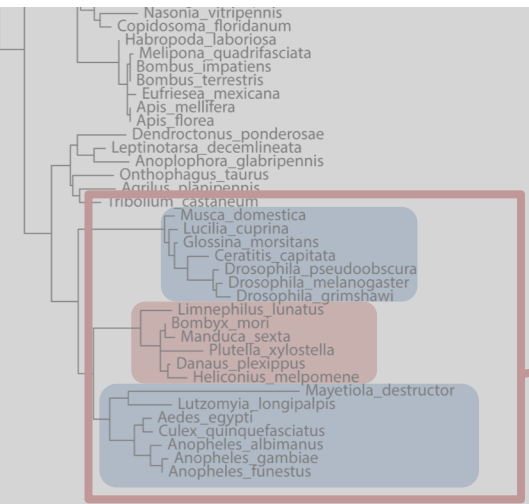 Nasonia_vitripennis
Copidosoma_floridanum
Habropoda_laboriosa
Melipona_quadrifasciata
Bombus_impatiens
Bombus_terrestris
Eufriesea_mexicana
Apis_mellifera
Apis_florea
Dendroctonus_ponderosae
Leptinotarsa_decemlineata
Anoplophora_glabripennis
Onthophagus_taurus
Agrilus_planipennis
Tribolium_castaneum
Musca_domestica
Lucilia_cuprina
Glossina_morsitans
Ceratitis_capitata
Drosophila_pseudoobscura
Drosophila_melanogaster
Drosophila_grimshawi
Limnephilus_lunatus
Bombyx_mori
Manduca_sexta
Plutella_xylostella
Danaus_plexippus
Heliconius_melpomene
Mayetiola_destructor
Lutzomyia_longipalpis
Aedes_egypti
Culex_quinquefasciatus
Anopheles_albimanus
Anopheles_gambiae
Anopheles_funestus